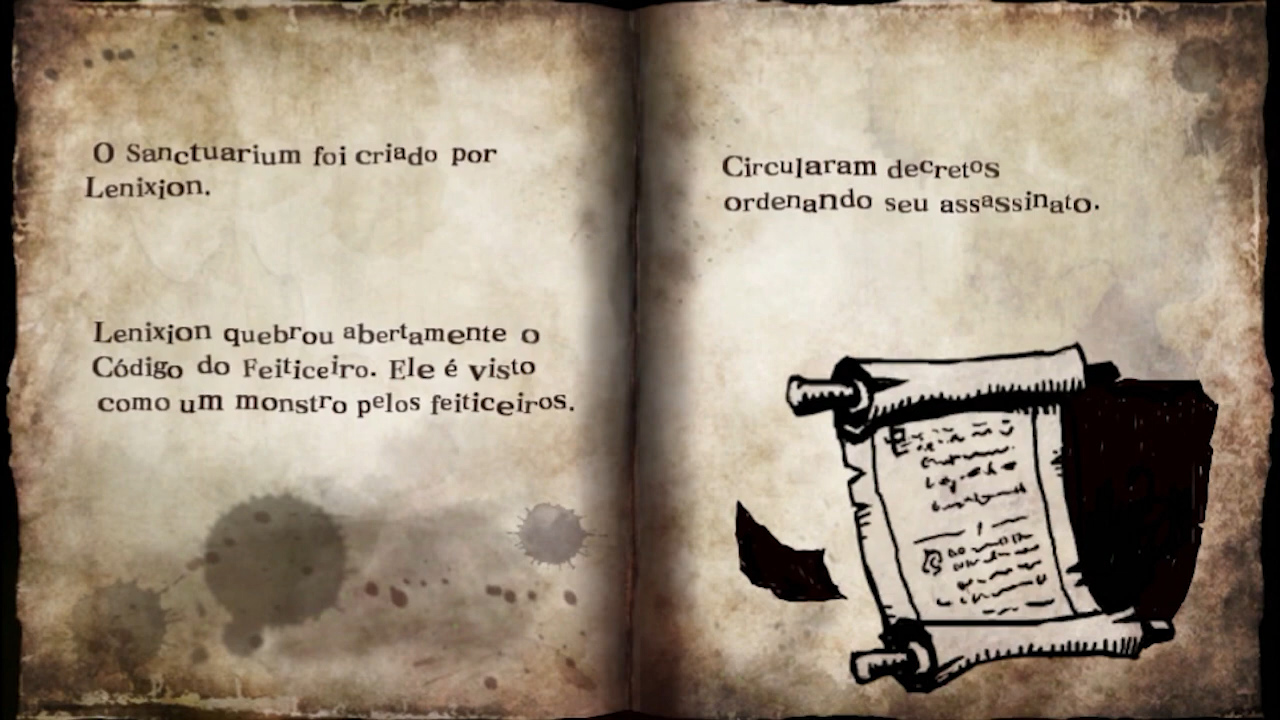 O Sanctuarium foi criado por
Lenixion.
Lenixion quebrou abertamente o
Código do Feiticeiro. Ele é visto
como um monstro pelos feiticeiros.
Circularam decretos
ordenando seu assassinato.